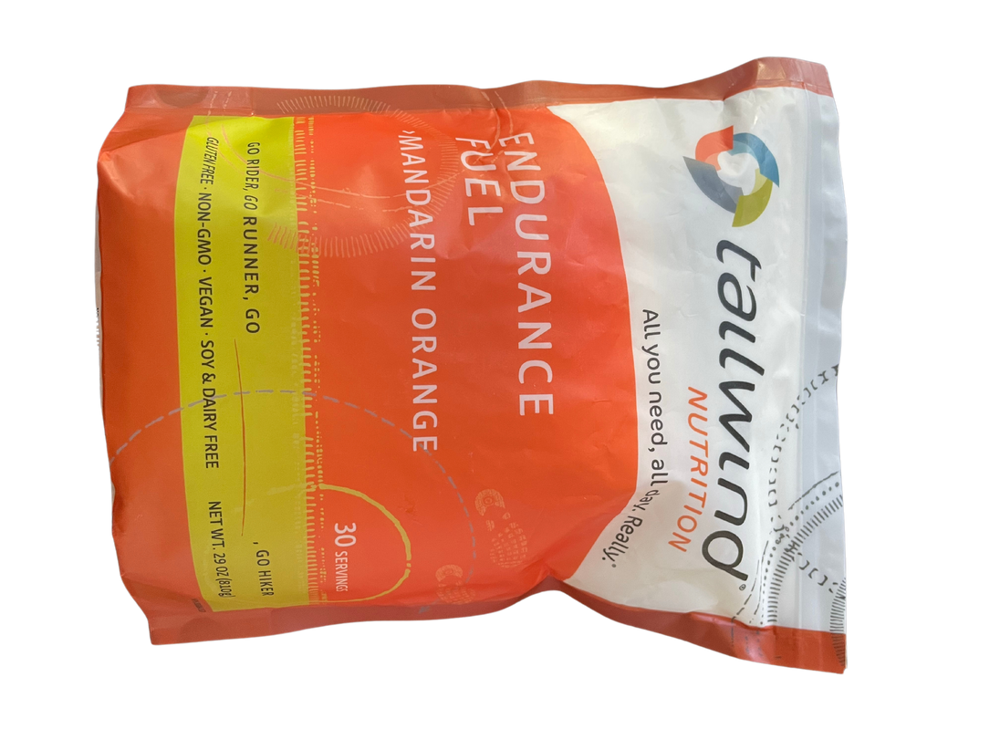 tailwind®
NUTRITION
All you need, all day. Really.®
ENDURANCE
FUEL
›MANDARIN ORANGE
30 SERVINGS
GO RIDER, GO RUNNER, GO , GO HIKER
GLUTEN FREE · NON-GMO · VEGAN · SOY & DAIRY FREE NET WT. 29 OZ (810g)